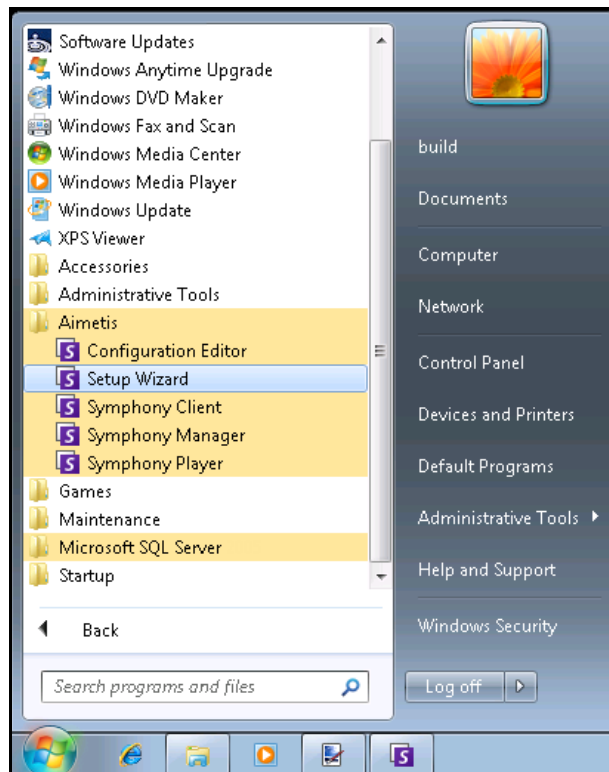 Software Updates
Windows Anytime Upgrade
Windows DVD Maker
Windows Fax and Scan
Windows Media Center
Windows Media Player
Windows Update
XPS Viewer
Accessories
Administrative Tools
Aimetis
Configuration Editor
Setup Wizard
Symphony Client
Symphony Manager
Symphony Player
Games
Maintenance
Microsoft SQL Server
Startup
Back
Search programs and files
build
Documents
Computer
Network
Control Panel
Devices and Printers
Default Programs
Administrative Tools
Help and Support
Windows Security
Log off